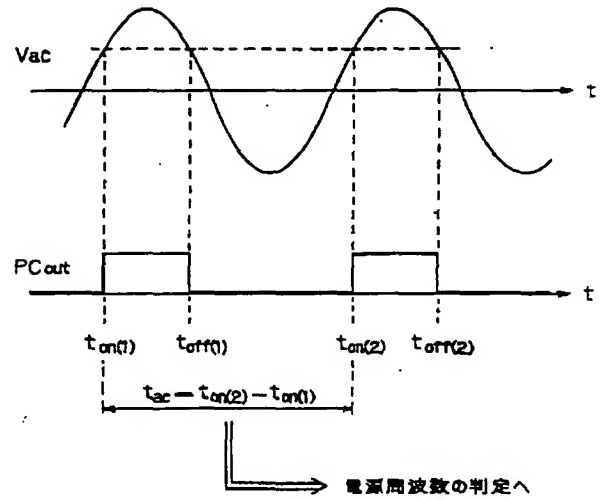 Vac
t
PCout
t
ton(1) toff(1) ton(2) toff(2)
tac = ton(2) - ton(1)
電源周波数の判定へ